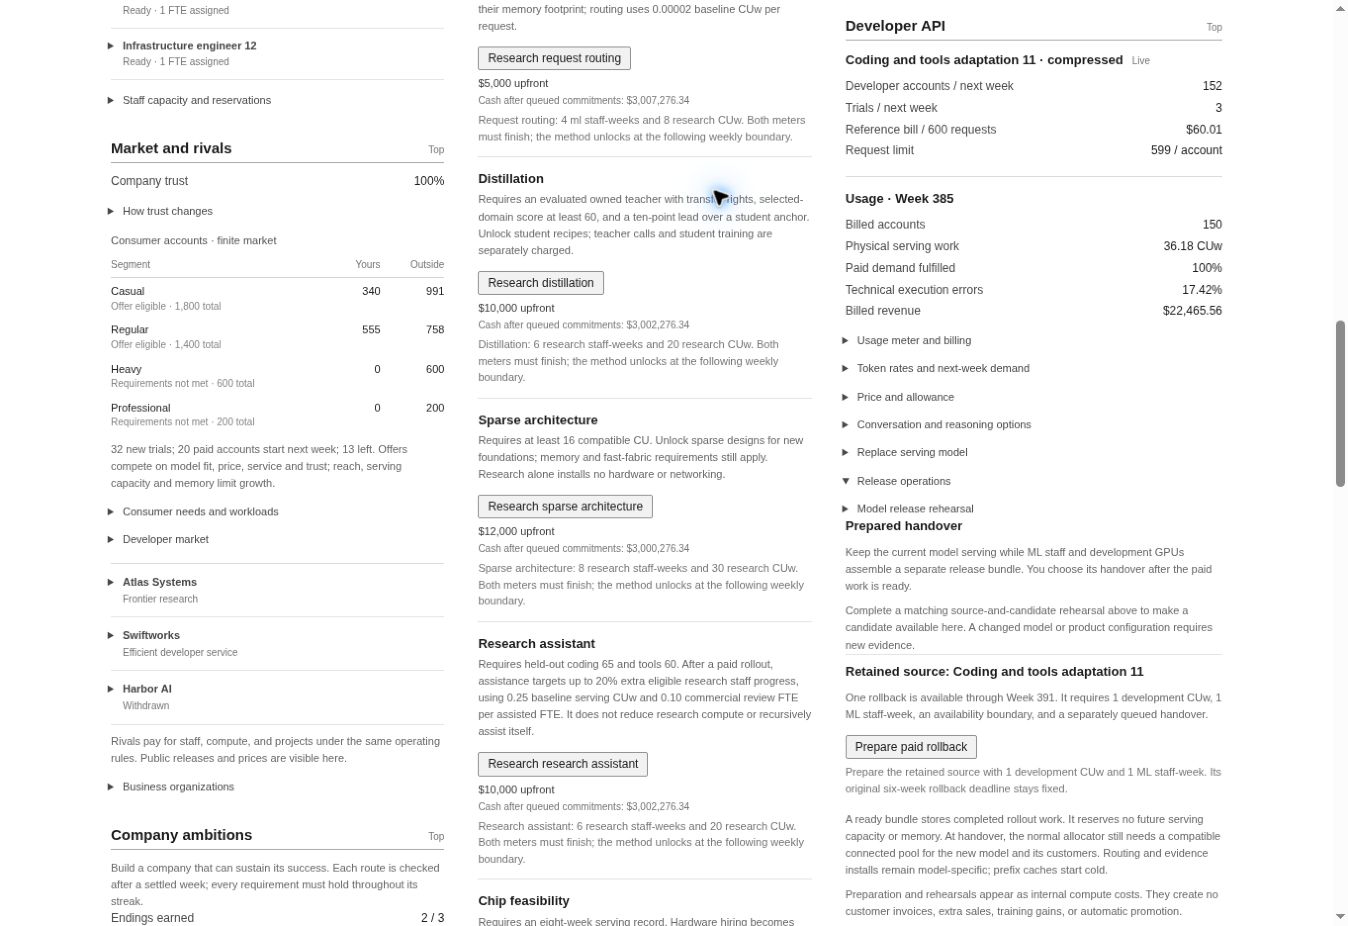 Ready · 1 FTE assigned
Infrastructure engineer 12
Ready · 1 FTE assigned
Staff capacity and reservations
Market and rivals
Top
Company trust 100%
How trust changes
Consumer accounts · finite market
Segment Yours Outside
Casual 340 991
Offer eligible · 1,800 total
Regular 555 758
Offer eligible · 1,400 total
Heavy 0 600
Requirements not met · 600 total
Professional 0 200
Requirements not met · 200 total
32 new trials; 20 paid accounts start next week; 13 left. Offers
compete on model fit, price, service and trust; reach, serving
capacity and memory limit growth.
Consumer needs and workloads
Developer market
Atlas Systems
Frontier research
Swiftworks
Efficient developer service
Harbor AI
Withdrawn
Rivals pay for staff, compute, and projects under the same operating
rules. Public releases and prices are visible here.
Business organizations
Company ambitions
Top
Build a company that can sustain its success. Each route is checked
after a settled week; every requirement must hold throughout its
streak.
Endings earned 2 / 3
their memory footprint; routing uses 0.00002 baseline CUw per
request.
Research request routing
$5,000 upfront
Cash after queued commitments: $3,007,276.34
Request routing: 4 ml staff-weeks and 8 research CUw. Both meters
must finish; the method unlocks at the following weekly boundary.
Distillation
Requires an evaluated owned teacher with rights, selected-
domain score at least 60, and a ten-point lead over a student anchor.
Unlock student recipes; teacher calls and student training are
separately charged.
Research distillation
$10,000 upfront
Cash after queued commitments: $3,002,276.34
Distillation: 6 research staff-weeks and 20 research CUw. Both
meters must finish; the method unlocks at the following weekly
boundary.
Sparse architecture
Requires at least 16 compatible CU. Unlock sparse designs for new
foundations; memory and fast-fabric requirements still apply.
Research alone installs no hardware or networking.
Research sparse architecture
$12,000 upfront
Cash after queued commitments: $3,000,276.34
Sparse architecture: 8 research staff-weeks and 30 research CUw.
Both meters must finish; the method unlocks at the following weekly
boundary.
Research assistant
Requires held-out coding 65 and tools 60. After a paid rollout,
assistance targets up to 20% extra eligible research staff progress,
using 0.25 baseline serving CUw and 0.10 commercial review FTE
per assisted FTE. It does not reduce research compute or recursively
assist itself.
Research research assistant
$10,000 upfront
Cash after queued commitments: $3,002,276.34
Research assistant: 6 research staff-weeks and 20 research CUw.
Both meters must finish; the method unlocks at the following weekly
boundary.
Chip feasibility
Requires an eight-week serving record. Hardware hiring becomes
Developer API
Top
Coding and tools adaptation 11 · compressed Live
Developer accounts / next week 152
Trials / next week 3
Reference bill / 600 requests $60.01
Request limit 599 / account
Usage · Week 385
Billed accounts 150
Physical serving work 36.18 CUw
Paid demand fulfilled 100%
Technical execution errors 17.42%
Billed revenue $22,465.56
Usage meter and billing
Token rates and next-week demand
Price and allowance
Conversation and reasoning options
Replace serving model
Release operations
Model release rehearsal
Prepared handover
Keep the current model serving while ML staff and development GPUs
assemble a separate release bundle. You choose its handover after the paid
work is ready.
Complete a matching source-and-candidate rehearsal above to make a
candidate available here. A changed model or product configuration requires
new evidence.
Retained source: Coding and tools adaptation 11
One rollback is available through Week 391. It requires 1 development CUw, 1
ML staff-week, an availability boundary, and a separately queued handover.
Prepare paid rollback
Prepare the retained source with 1 development CUw and 1 ML staff-week. Its
original six-week rollback deadline stays fixed.
A ready bundle stores completed rollout work. It reserves no future serving
capacity or memory. At handover, the normal allocator still needs a compatible
connected pool for the new model and its customers. Routing and evidence
installs remain model-specific; prefix caches start cold.
Preparation and rehearsals appear as internal compute costs. They create no
customer invoices, extra sales, training gains, or automatic promotion.